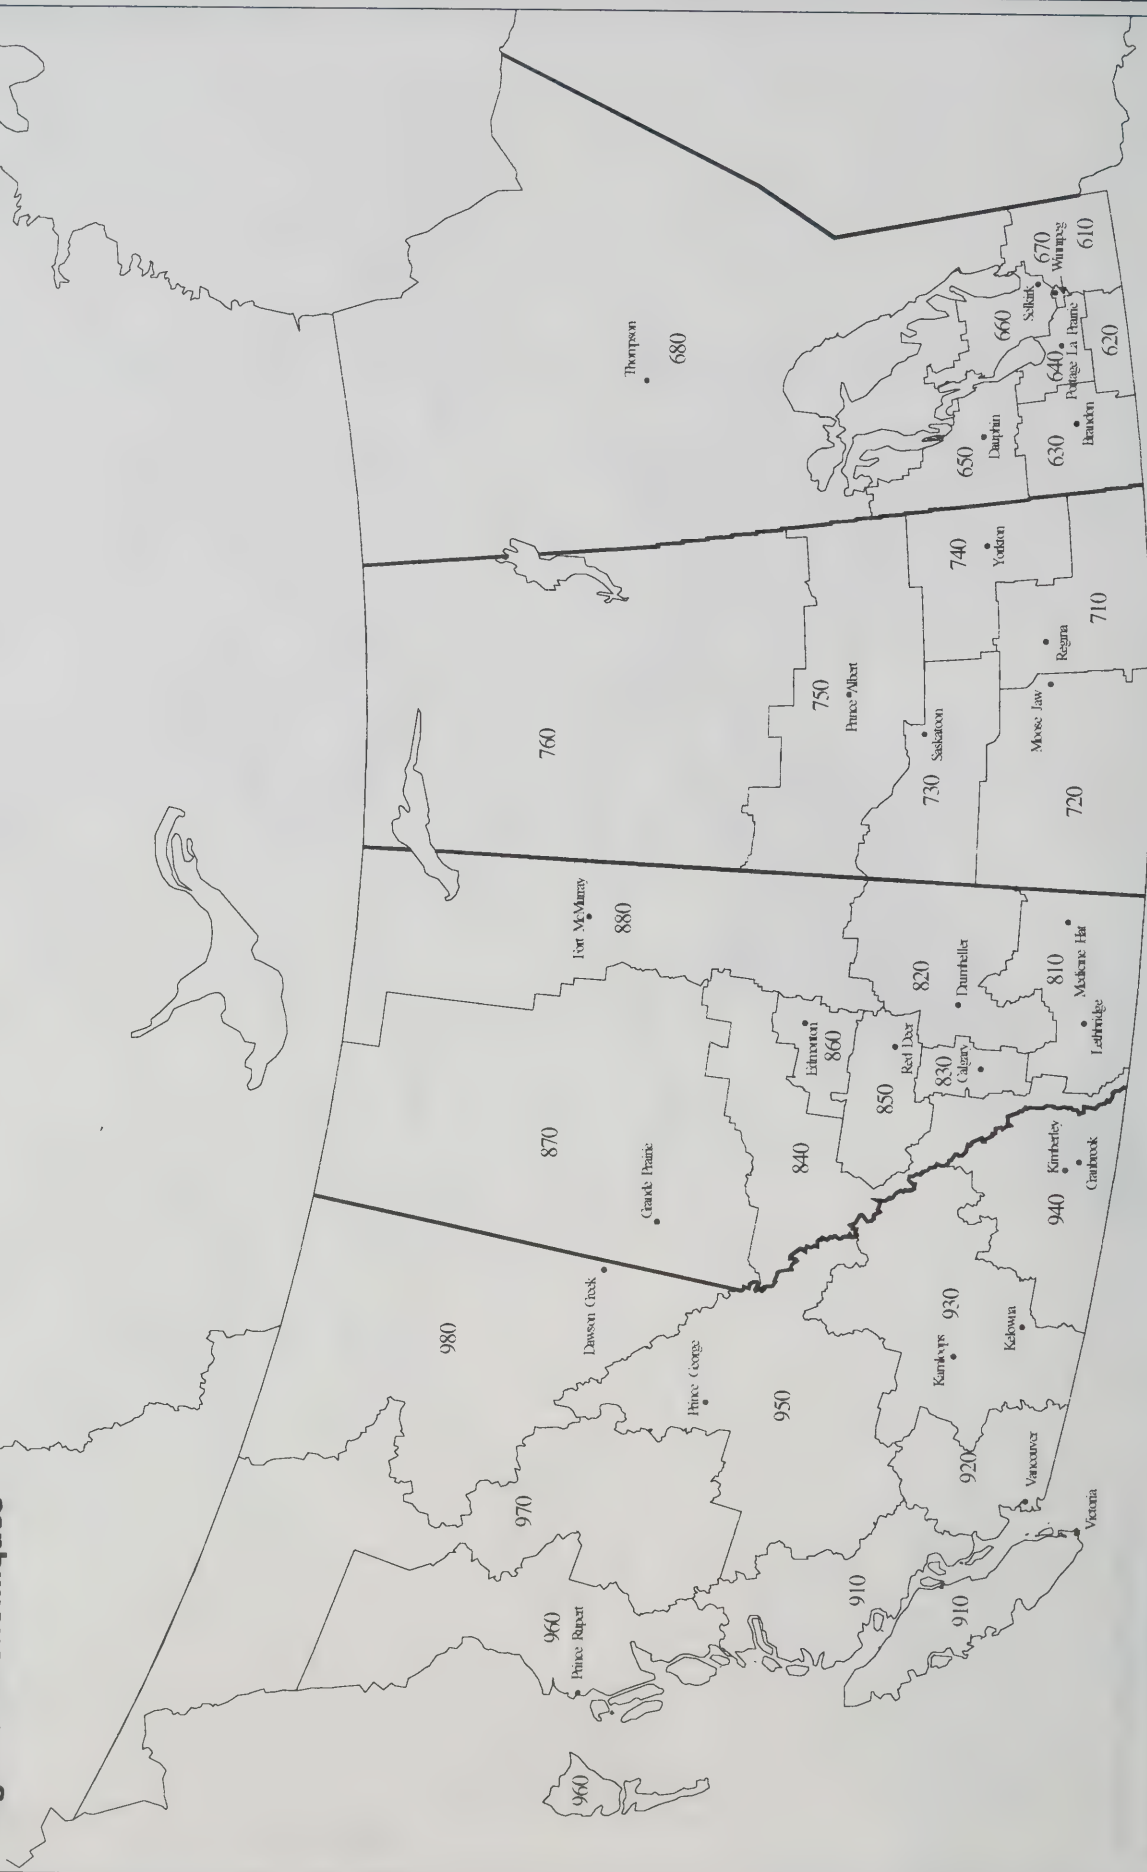 980
970
960
Prince Rupert
960
Dawson Creek
Prince George
950
910
910
920
Vancouver
Victoria
Kamloops
930
Kelowna
940
Kimberley
Cranbrook
870
Grande Prairie
Fort McMurray
880
840
Edmonton
860
850
Red Deer
820
830
Calgary
Drumheller
810
Medicine Hat
Lethbridge
760
750
Prince Albert
730
Saskatoon
740
Yorkton
720
Moose Jaw
Regina
710
Thompson
680
650
Dauphin
660
Selkirk
670
Winnipeg
640
Portage La Prairie
630
Brandon
620
610